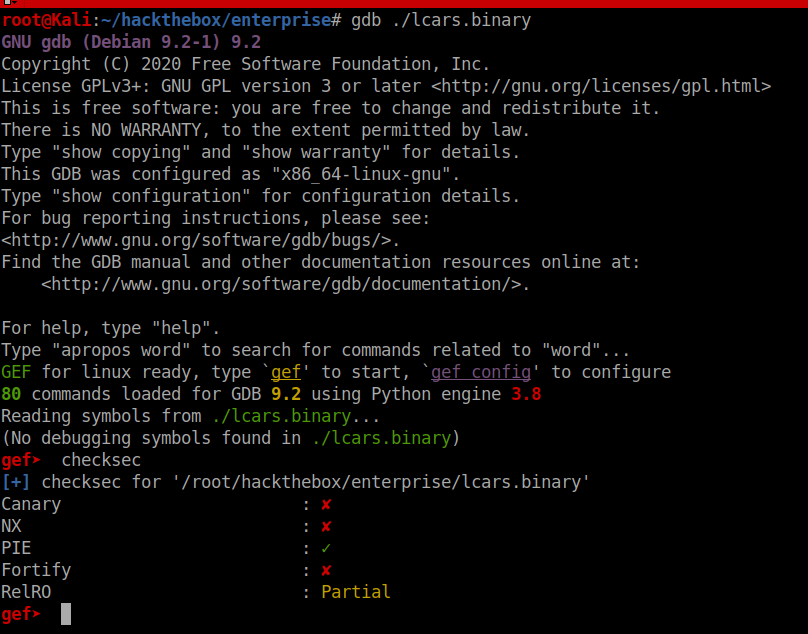 root@Kali:~/hackthebox/enterprise# gdb ./lcars.binary
GNU gdb (Debian 9.2-1) 9.2
Copyright (C) 2020 Free Software Foundation, Inc.
License GPLv3+: GNU GPL version 3 or later <http://gnu.org/licenses/gpl.html>
This is free software: you are free to change and redistribute it.
There is NO WARRANTY, to the extent permitted by law.
Type "show copying" and "show warranty" for details.
This GDB was configured as "x86_64-linux-gnu".
Type "show configuration" for configuration details.
For bug reporting instructions, please see:
<http://www.gnu.org/software/gdb/bugs/>.
Find the GDB manual and other documentation resources online at:
    <http://www.gnu.org/software/gdb/documentation/>.

For help, type "help".
Type "apropos word" to search for commands related to "word"...
GEF for linux ready, type `gef' to start, `gef config' to configure
80 commands loaded for GDB 9.2 using Python engine 3.8
Reading symbols from ./lcars.binary...
(No debugging symbols found in ./lcars.binary)
gef➤  checksec
[+] checksec for '/root/hackthebox/enterprise/lcars.binary'
Canary                        : ✘
NX                            : ✘
PIE                           : ✓
Fortify                       : ✘
RelRO                         : Partial
gef➤